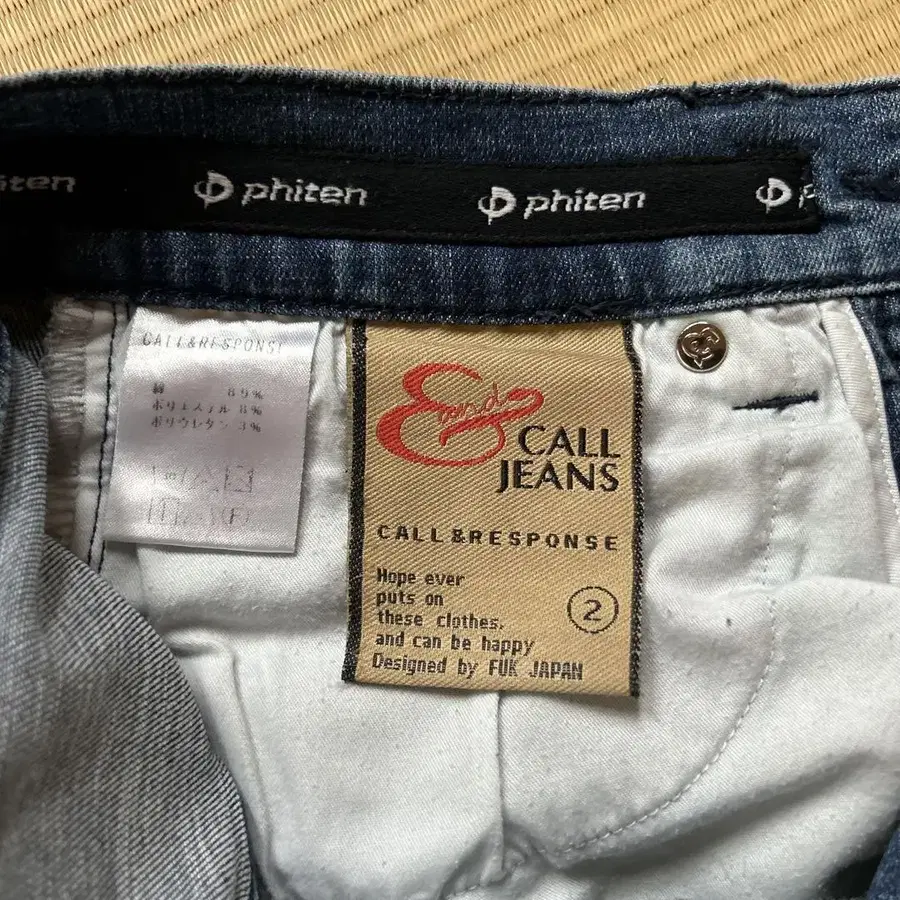 phiten
phiten
CALL&RESPONSE
綿 89%
ポリエステル 8%
ポリウレタン 3%
End
CALL
JEANS
CALL&RESPONSE
Hope ever
puts on
these clothes.
and can be happy
2
Designed by FUK JAPAN